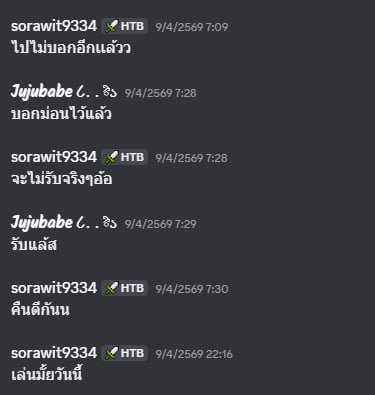 sorawit9334 HTB 9/4/2569 7:09
ไปไม่บอกอีกแล้วว
Jujubabe 9/4/2569 7:28
บอกม่อนไว้แล้ว
sorawit9334 HTB 9/4/2569 7:28
จะไม่รับจริงๆอ้อ
Jujubabe 9/4/2569 7:29
รับแล้ส
sorawit9334 HTB 9/4/2569 7:30
คืนดีกันน
sorawit9334 HTB 9/4/2569 22:16
เล่นมั้ยวันนี้